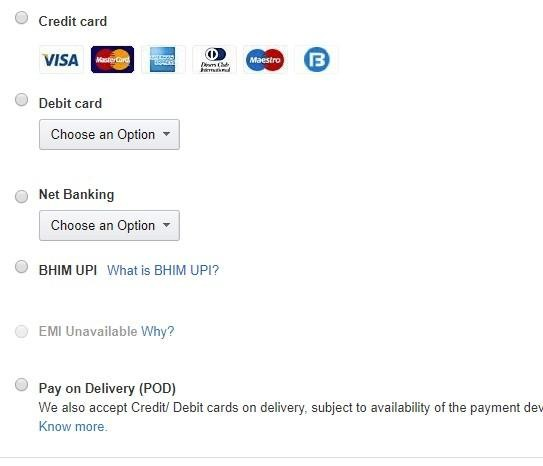 Credit card
VISA MasterCard AMERICAN EXPRESS Diners Club International Maestro B
Debit card
Choose an Option
Net Banking
Choose an Option
BHIM UPI What is BHIM UPI?
EMI Unavailable Why?
Pay on Delivery (POD)
We also accept Credit/ Debit cards on delivery, subject to availability of the payment dev
Know more.